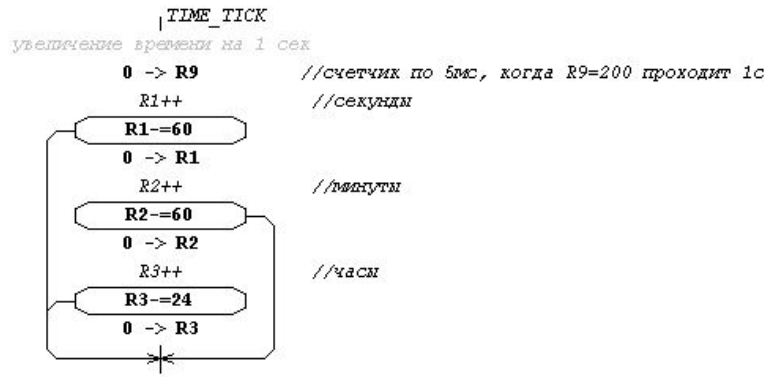 TIME_TICK
увеличение времени на 1 сек
0 -> R9 //счетчик по 5мс, когда R9=200 проходит 1с
R1++ //секунды
R1-=60
0 -> R1
R2++ //минуты
R2-=60
0 -> R2
R3++ //часы
R3-=24
0 -> R3